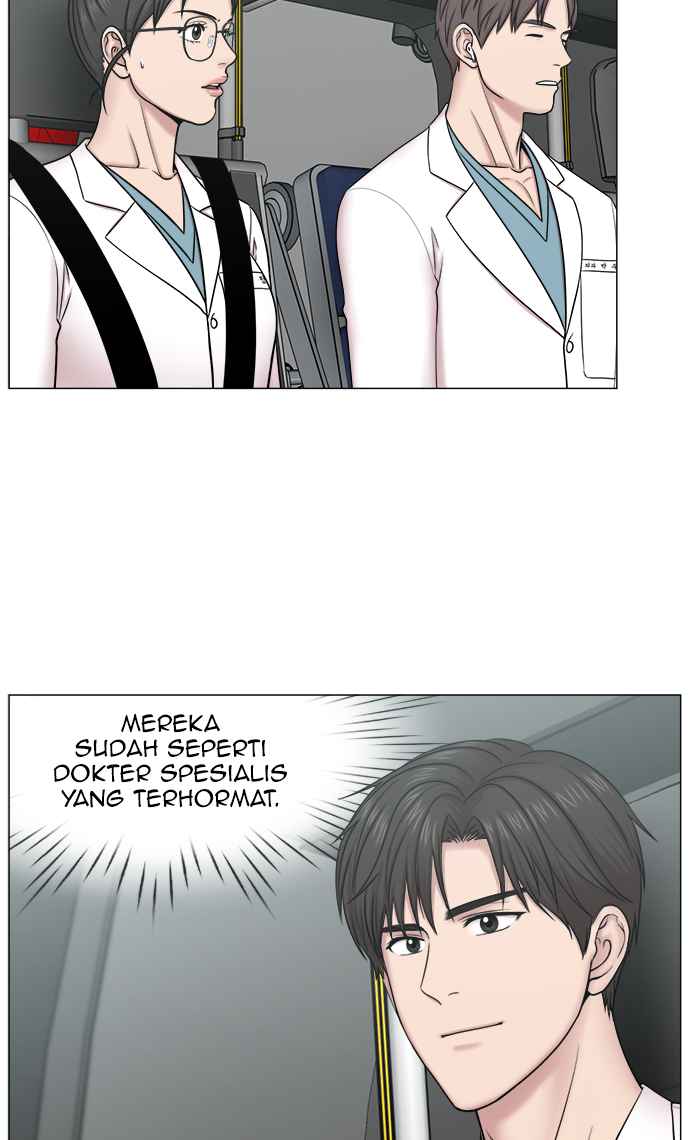 MEREKA
SUDAH SEPERTI
DOKTER SPESIALIS
YANG TERHORMAT.